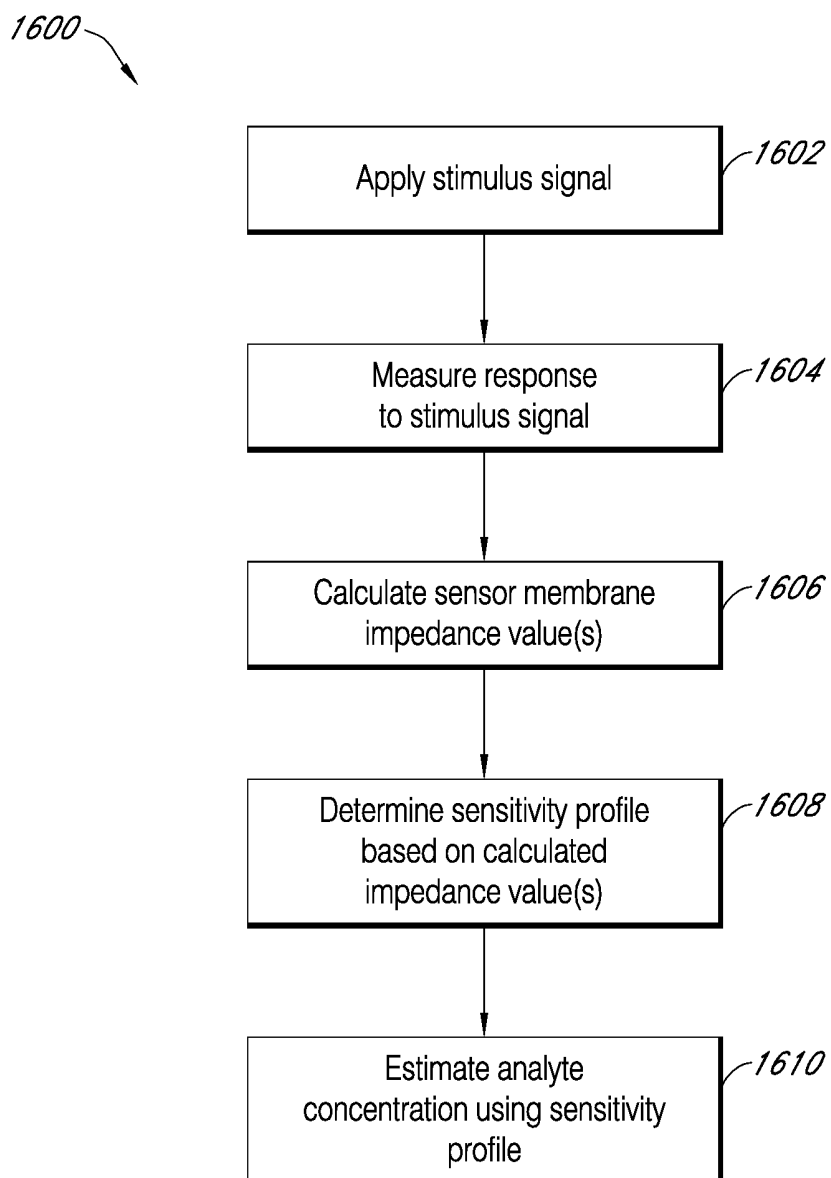 1600
Apply stimulus signal
1602
Measure response
to stimulus signal
1604
Calculate sensor membrane
impedance value(s)
1606
Determine sensitivity profile
based on calculated
impedance value(s)
1608
Estimate analyte
concentration using sensitivity
profile
1610